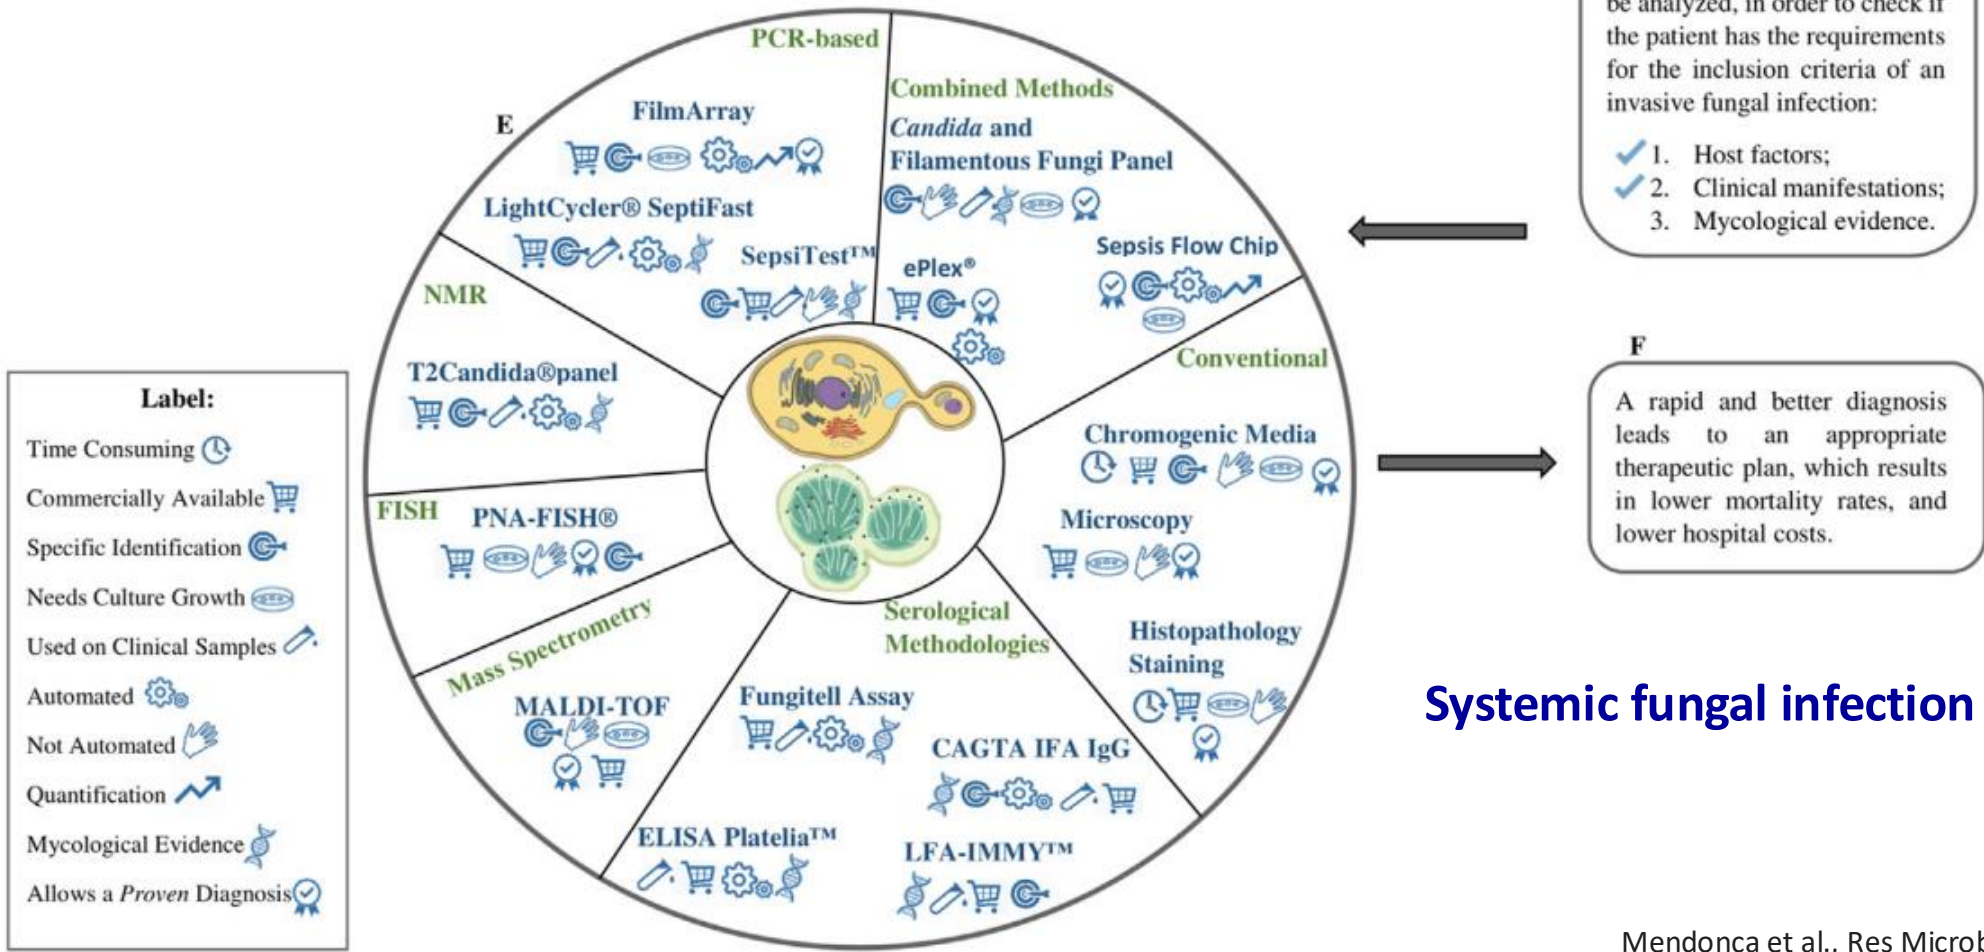 be analyzed, in order to check if
the patient has the requirements
for the inclusion criteria of an
invasive fungal infection:
1. Host factors;
2. Clinical manifestations;
3. Mycological evidence.
E
PCR-based
FilmArray
LightCycler® SeptiFast
SepsiTest™
Combined Methods
Candida and
Filamentous Fungi Panel
ePlex®
Sepsis Flow Chip
NMR
T2Candida®panel
Conventional
Chromogenic Media
Microscopy
Histopathology
Staining
FISH
PNA-FISH®
Mass Spectrometry
MALDI-TOF
Serological
Methodologies
Fungitell Assay
CAGTA IFA IgG
ELISA Platelia™
LFA-IMMY™
Label:
Time Consuming
Commercially Available
Specific Identification
Needs Culture Growth
Used on Clinical Samples
Automated
Not Automated
Quantification
Mycological Evidence
Allows a Proven Diagnosis
F
A rapid and better diagnosis
leads to an appropriate
therapeutic plan, which results
in lower mortality rates, and
lower hospital costs.
Systemic fungal infection
Mendonca et al., Res Microb